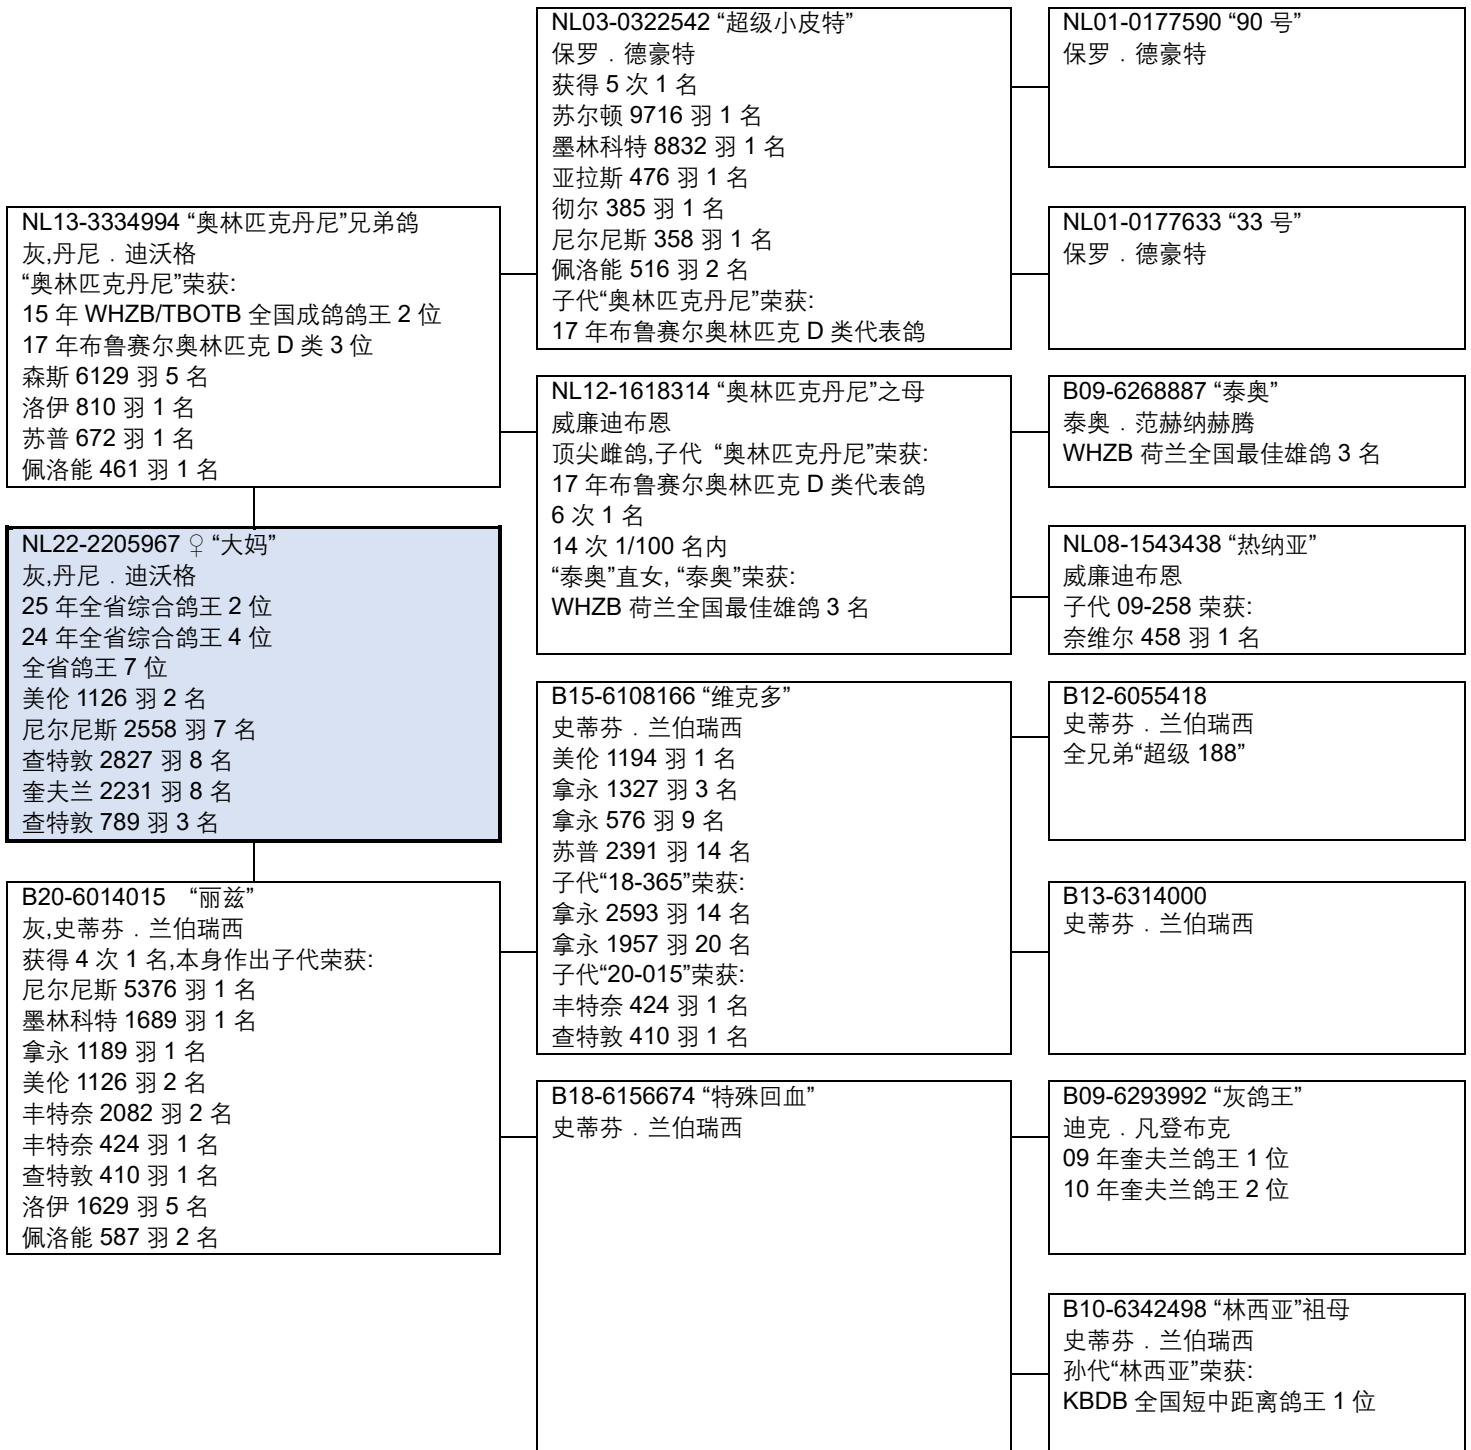 NL13-3334994 “奥林匹克丹尼”兄弟鸽
灰,丹尼．迪沃格
“奥林匹克丹尼”荣获:
15 年 WHZB/TBOTB 全国成鸽鸽王 2 位
17 年布鲁赛尔奥林匹克 D 类 3 位
森斯 6129 羽 5 名
洛伊 810 羽 1 名
苏普 672 羽 1 名
佩洛能 461 羽 1 名
NL22-2205967 ♀ “大妈”
灰,丹尼．迪沃格
25 年全省综合鸽王 2 位
24 年全省综合鸽王 4 位
全省鸽王 7 位
美伦 1126 羽 2 名
尼尔尼斯 2558 羽 7 名
查特敦 2827 羽 8 名
奎夫兰 2231 羽 8 名
查特敦 789 羽 3 名
B20-6014015 “丽兹”
灰,史蒂芬．兰伯瑞西
获得 4 次 1 名,本身作出子代荣获:
尼尔尼斯 5376 羽 1 名
墨林科特 1689 羽 1 名
拿永 1189 羽 1 名
美伦 1126 羽 2 名
丰特奈 2082 羽 2 名
丰特奈 424 羽 1 名
查特敦 410 羽 1 名
洛伊 1629 羽 5 名
佩洛能 587 羽 2 名
NL03-0322542 “超级小皮特”
保罗．德豪特
获得 5 次 1 名
苏尔顿 9716 羽 1 名
墨林科特 8832 羽 1 名
亚拉斯 476 羽 1 名
彻尔 385 羽 1 名
尼尔尼斯 358 羽 1 名
佩洛能 516 羽 2 名
子代“奥林匹克丹尼”荣获:
17 年布鲁赛尔奥林匹克 D 类代表鸽
NL12-1618314 “奥林匹克丹尼”之母
威廉迪布恩
顶尖雌鸽,子代 “奥林匹克丹尼”荣获:
17 年布鲁赛尔奥林匹克 D 类代表鸽
6 次 1 名
14 次 1/100 名内
“泰奥”直女, “泰奥”荣获:
WHZB 荷兰全国最佳雄鸽 3 名
B15-6108166 “维克多”
史蒂芬．兰伯瑞西
美伦 1194 羽 1 名
拿永 1327 羽 3 名
拿永 576 羽 9 名
苏普 2391 羽 14 名
子代“18-365”荣获:
拿永 2593 羽 14 名
拿永 1957 羽 20 名
子代“20-015”荣获:
丰特奈 424 羽 1 名
查特敦 410 羽 1 名
B18-6156674 “特殊回血”
史蒂芬．兰伯瑞西
NL01-0177590 “90 号”
保罗．德豪特
NL01-0177633 “33 号”
保罗．德豪特
B09-6268887 “泰奥”
泰奥．范赫纳赫腾
WHZB 荷兰全国最佳雄鸽 3 名
NL08-1543438 “热纳亚”
威廉迪布恩
子代 09-258 荣获:
奈维尔 458 羽 1 名
B12-6055418
史蒂芬．兰伯瑞西
全兄弟“超级 188”
B13-6314000
史蒂芬．兰伯瑞西
B09-6293992 “灰鸽王”
迪克．凡登布克
09 年奎夫兰鸽王 1 位
10 年奎夫兰鸽王 2 位
B10-6342498 “林西亚”祖母
史蒂芬．兰伯瑞西
孙代“林西亚”荣获:
KBDB 全国短中距离鸽王 1 位